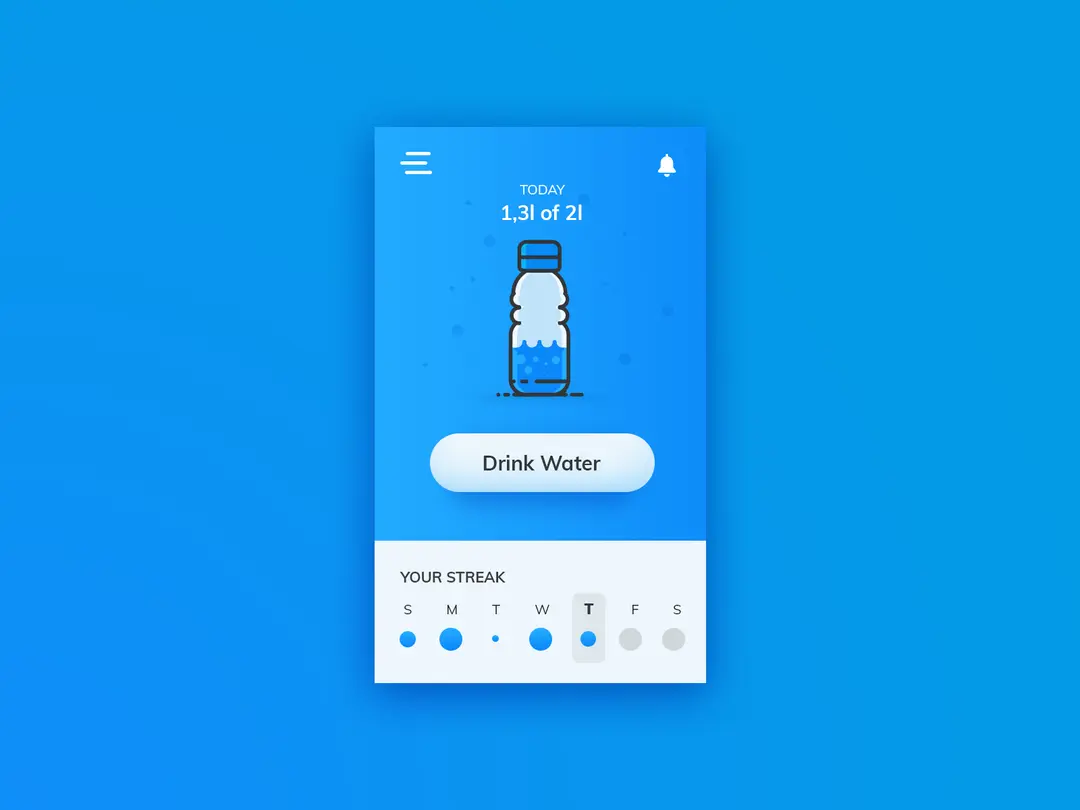 TODAY
1,3l of 2l
Drink Water
YOUR STREAK
S M T W T F S